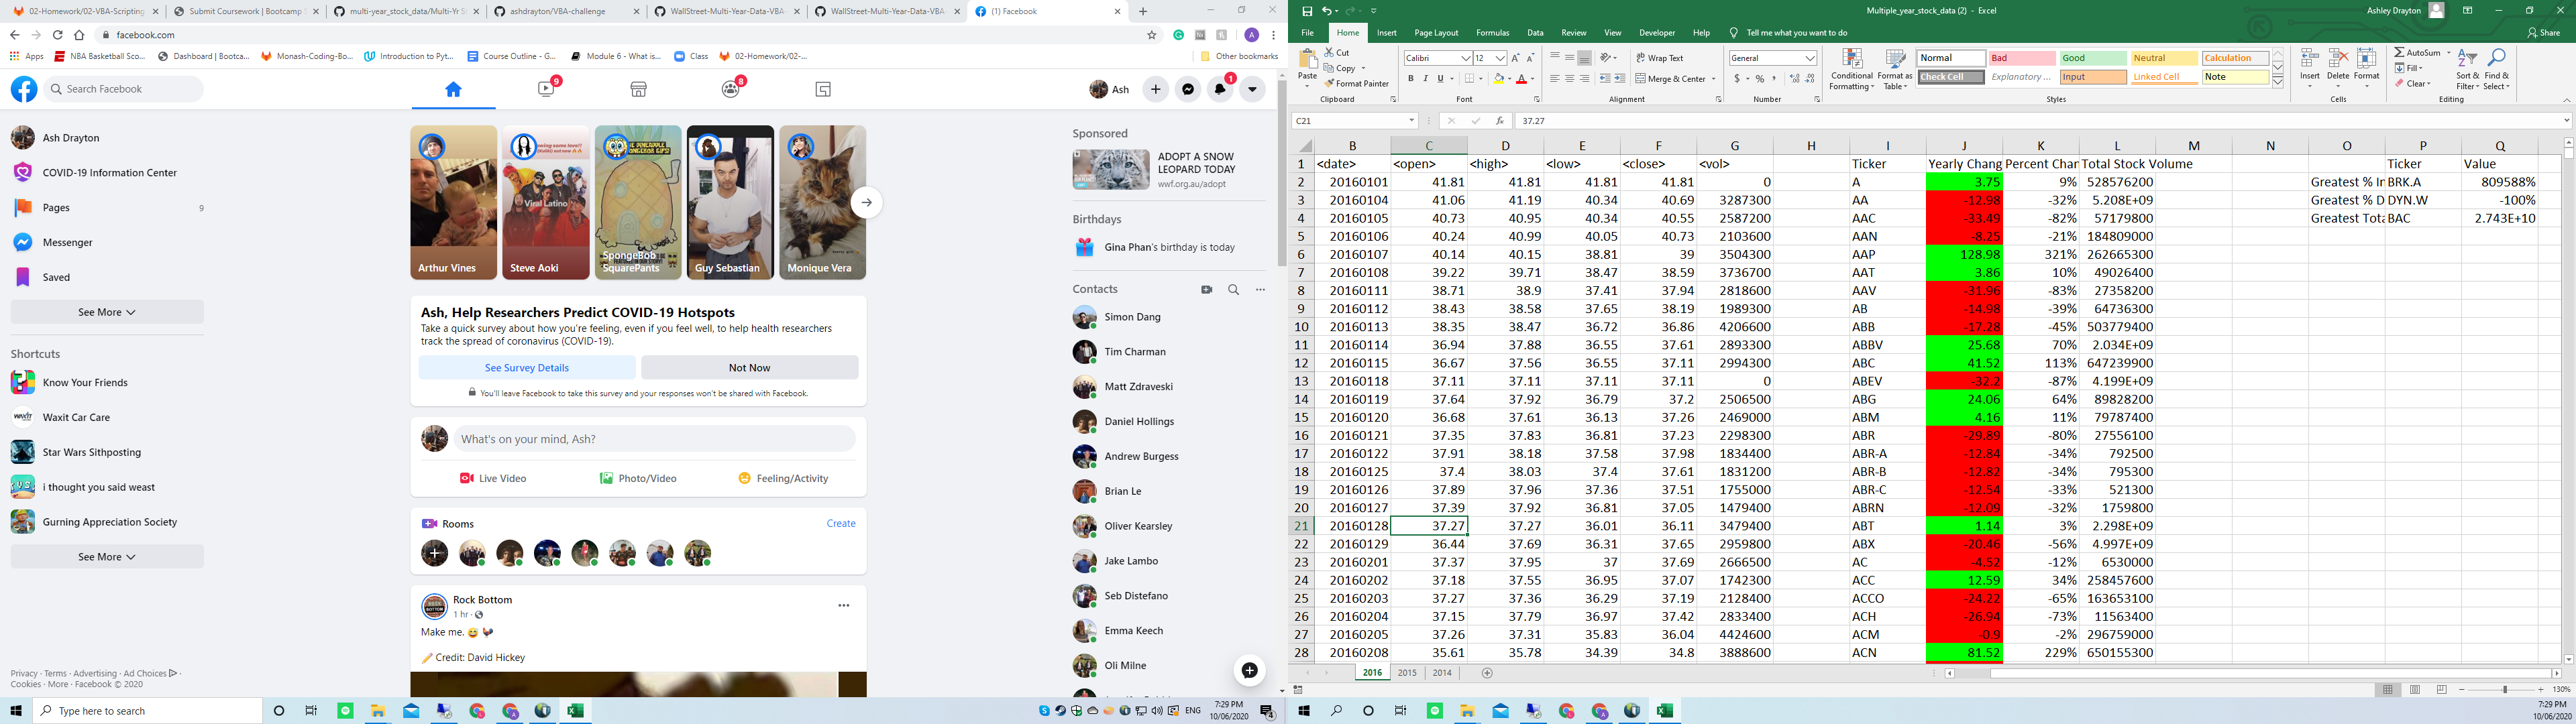 02-Homework/02-VBA-Scripting
Submit Coursework | Bootcamp
multi-year_stock_data/Multi-Yr S
ashdrayton/VBA-challenge
WallStreet-Multi-Year-Data-VBA
WallStreet-Multi-Year-Data-VBA
(1) Facebook
facebook.com
Apps
NBA Basketball Sco...
Dashboard | Bootca...
Monash-Coding-Bo...
Introduction to Pyt...
Course Outline - G...
Module 6 - What is...
Class
02-Homework/02-...
Other bookmarks
Search Facebook
9
8
Ash
1
Ash Drayton
COVID-19 Information Center
Pages
9
Messenger
Saved
See More
Shortcuts
Know Your Friends
Waxit Car Care
Star Wars Sithposting
i thought you said weast
Gurning Appreciation Society
See More
Privacy · Terms · Advertising · Ad Choices ·
Cookies · More · Facebook © 2020
Arthur Vines
Viral Latino
Steve Aoki
SpongeBob
SquarePants
Guy Sebastian
Monique Vera
Ash, Help Researchers Predict COVID-19 Hotspots
Take a quick survey about how you're feeling, even if you feel well, to help health researchers
track the spread of coronavirus (COVID-19).
See Survey Details
Not Now
You'll leave Facebook to take this survey and your responses won't be shared with Facebook.
What's on your mind, Ash?
Live Video
Photo/Video
Feeling/Activity
Rooms
Create
Rock Bottom
1 hr ·
Make me. 😅 🐓
✏️ Credit: David Hickey
Sponsored
ADOPT A SNOW
LEOPARD TODAY
wwf.org.au/adopt
Birthdays
Gina Phan's birthday is today
Contacts
Simon Dang
Tim Charman
Matt Zdraveski
Daniel Hollings
Andrew Burgess
Brian Le
Oliver Kearsley
Jake Lambo
Seb Distefano
Emma Keech
Oli Milne
Type here to search
ENG
7:29 PM
10/06/2020
4
Multiple_year_stock_data (2) - Excel
Ashley Drayton
File Home Insert Page Layout Formulas Data Review View Developer Help Tell me what you want to do
Share
Paste
Cut
Copy
Format Painter
Clipboard
Calibri 12
B I U
Font
Wrap Text
Merge & Center
Alignment
General
$ % ,
Number
Conditional
Formatting
Format as
Table
Normal Bad Good Neutral Calculation
Check Cell Explanatory ... Input Linked Cell Note
Styles
Insert Delete Format
Cells
AutoSum
Fill
Clear
Sort &
Filter
Find &
Select
Editing
C21 fx 37.27
B C D E F G H I J K L M N O P Q
1 <date> <open> <high> <low> <close> <vol> Ticker Yearly Chang Percent Char Total Stock Volume Ticker Value
2 20160101 41.81 41.81 41.81 41.81 0 A 3.75 9% 528576200 Greatest % In BRK.A 809588%
3 20160104 41.06 41.19 40.34 40.69 3287300 AA -12.98 -32% 5.208E+09 Greatest % D DYN.W -100%
4 20160105 40.73 40.95 40.34 40.55 2587200 AAC -33.49 -82% 57179800 Greatest Tota BAC 2.743E+10
5 20160106 40.24 40.99 40.05 40.73 2103600 AAN -8.25 -21% 184809000
6 20160107 40.14 40.15 38.81 39 3504300 AAP 128.98 321% 262665300
7 20160108 39.22 39.71 38.47 38.59 3736700 AAT 3.86 10% 49026400
8 20160111 38.71 38.9 37.41 37.94 2818600 AAV -31.96 -83% 27358200
9 20160112 38.43 38.58 37.65 38.19 1989300 AB -14.98 -39% 64736300
10 20160113 38.35 38.47 36.72 36.86 4206600 ABB -17.28 -45% 503779400
11 20160114 36.94 37.88 36.55 37.61 2893300 ABBV 25.68 70% 2.034E+09
12 20160115 36.67 37.56 36.55 37.11 2994300 ABC 41.52 113% 647239900
13 20160118 37.11 37.11 37.11 37.11 0 ABEV -32.2 -87% 4.199E+09
14 20160119 37.64 37.92 36.79 37.2 2506500 ABG 24.06 64% 89828200
15 20160120 36.68 37.61 36.13 37.26 2469000 ABM 4.16 11% 79787400
16 20160121 37.35 37.83 36.81 37.23 2298300 ABR -29.89 -80% 27556100
17 20160122 37.91 38.18 37.58 37.98 1834400 ABR-A -12.84 -34% 792500
18 20160125 37.4 38.03 37.4 37.61 1831200 ABR-B -12.82 -34% 795300
19 20160126 37.89 37.96 37.36 37.51 1755000 ABR-C -12.54 -33% 521300
20 20160127 37.39 37.92 36.81 37.05 1479400 ABRN -12.09 -32% 1759800
21 20160128 37.27 37.27 36.01 36.11 3479400 ABT 1.14 3% 2.298E+09
22 20160129 36.44 37.69 36.31 37.65 2959800 ABX -20.46 -56% 4.997E+09
23 20160201 37.37 37.95 37 37.69 2666500 AC -4.52 -12% 6530000
24 20160202 37.18 37.55 36.95 37.07 1742300 ACC 12.59 34% 258457600
25 20160203 37.27 37.36 36.29 37.19 2128400 ACCO -24.22 -65% 163653100
26 20160204 37.15 37.79 36.97 37.42 2833400 ACH -26.94 -73% 11563400
27 20160205 37.26 37.31 35.83 36.04 4424600 ACM -0.9 -2% 296759000
28 20160208 35.61 35.78 34.39 34.8 3888600 ACN 81.52 229% 650155300
2016 2015 2014
130%
7:29 PM
10/06/2020